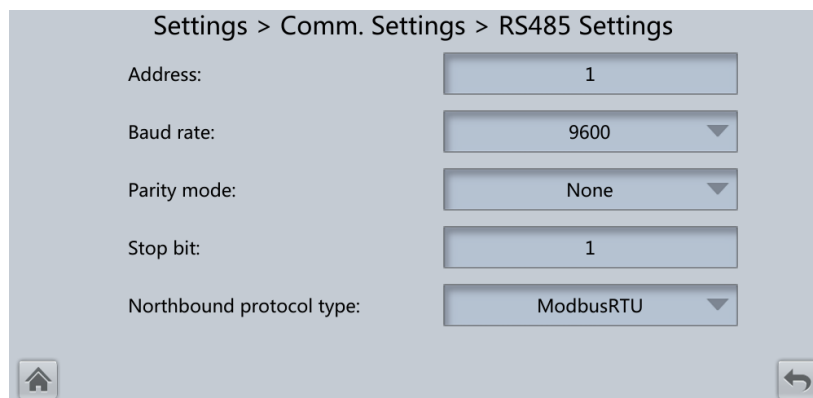 Settings > Comm. Settings > RS485 Settings
Address: 1
Baud rate: 9600
Parity mode: None
Stop bit: 1
Northbound protocol type: ModbusRTU